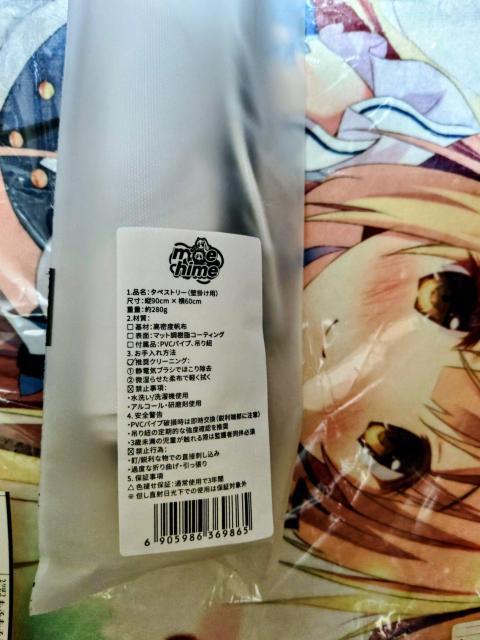 moe
hime
1.品名:タペストリー(壁掛け用)
尺寸:縦90cm × 横60cm
重量:約280g
2.材質:
□ 基材:高密度帆布
□ 表面:マット調樹脂コーティング
□ 付属品:PVCパイプ、吊り紐
3.お手入れ方法
☑推奨クリーニング:
① 静電気ブラシでほこり除去
② 微湿らせた柔布で軽く拭く
☒ 禁止事項:
・水洗い/洗濯機使用
・アルコール・研磨剤使用
4.安全警告
・PVCパイプ破損時は即時交換(鋭利端部に注意)
・吊り紐の定期的な強度確認を推奨
・3歳未満の児童が触れる際は監護者同伴必須
☒ 禁止行為:
・釘/鋭利な物での直接刺し込み
・過度な折り曲げ・引っ張り
5.保証事項
△ 色褪せ保証:通常使用で3年間
※ 但し直射日光下での使用は保証対象外
6 905986 369865